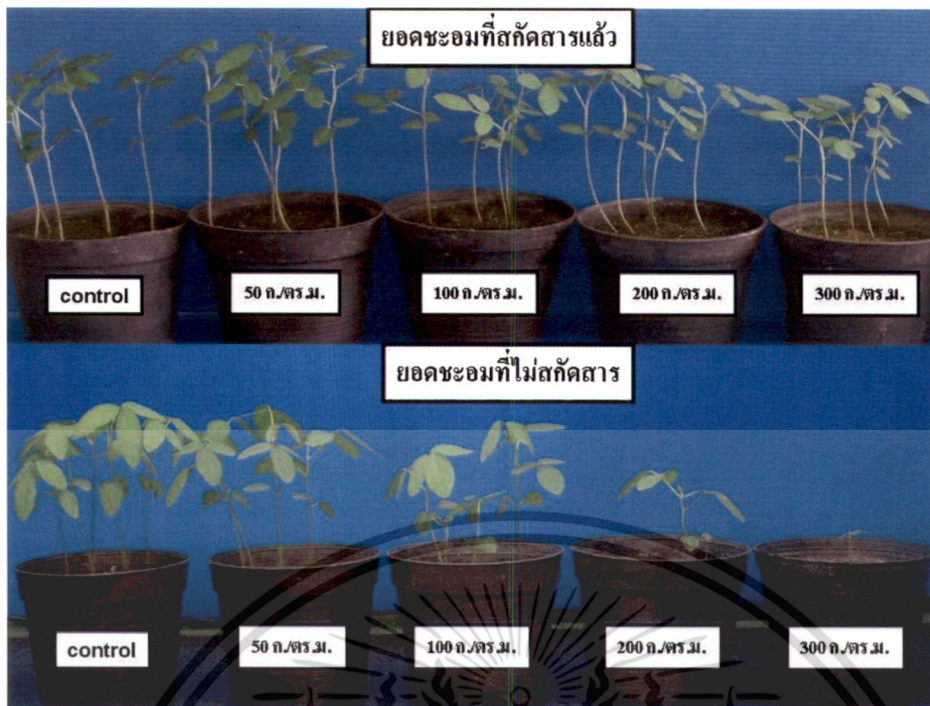 ยอดชะอมที่สกัดสารแล้ว
control
50 ก./ตร.ม.
100 ก./ตร.ม.
200 ก./ตร.ม.
300 ก./ตร.ม.
ยอดชะอมที่ไม่สกัดสาร
control
50 ก./ตร.ม.
100 ก./ตร.ม.
200 ก./ตร.ม.
300 ก./ตร.ม.